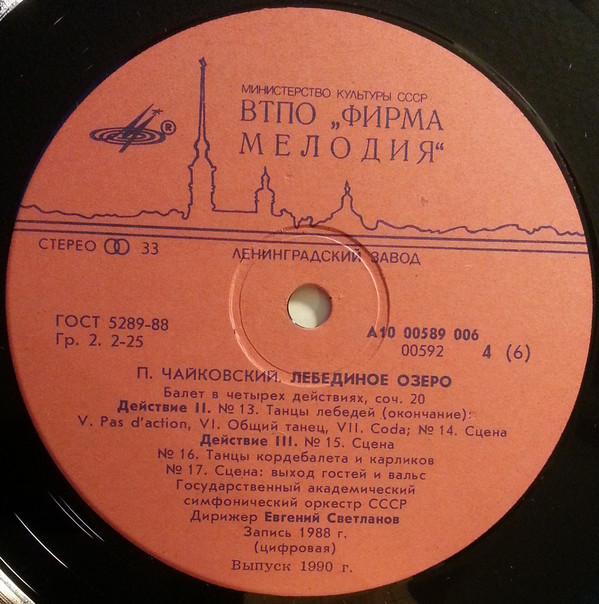 МИНИСТЕРСТВО КУЛЬТУРЫ СССР
ВТПО „ФИРМА
МЕЛОДИЯ“
®
СТЕРЕО 33
ЛЕНИНГРАДСКИЙ ЗАВОД
ГОСТ 5289-88
Гр. 2. 2-25
А10 00589 006
00592 4 (6)
П. ЧАЙКОВСКИЙ. ЛЕБЕДИНОЕ ОЗЕРО
Балет в четырех действиях, соч. 20
Действие II. № 13. Танцы лебедей (окончание):
V. Pas d'action, VI. Общий танец, VII. Coda; № 14. Сцена
Действие III. № 15. Сцена
№ 16. Танцы кордебалета и карликов
№ 17. Сцена: выход гостей и вальс
Государственный академический
симфонический оркестр СССР
Дирижер Евгений Светланов
Запись 1988 г.
(цифровая)
Выпуск 1990 г.